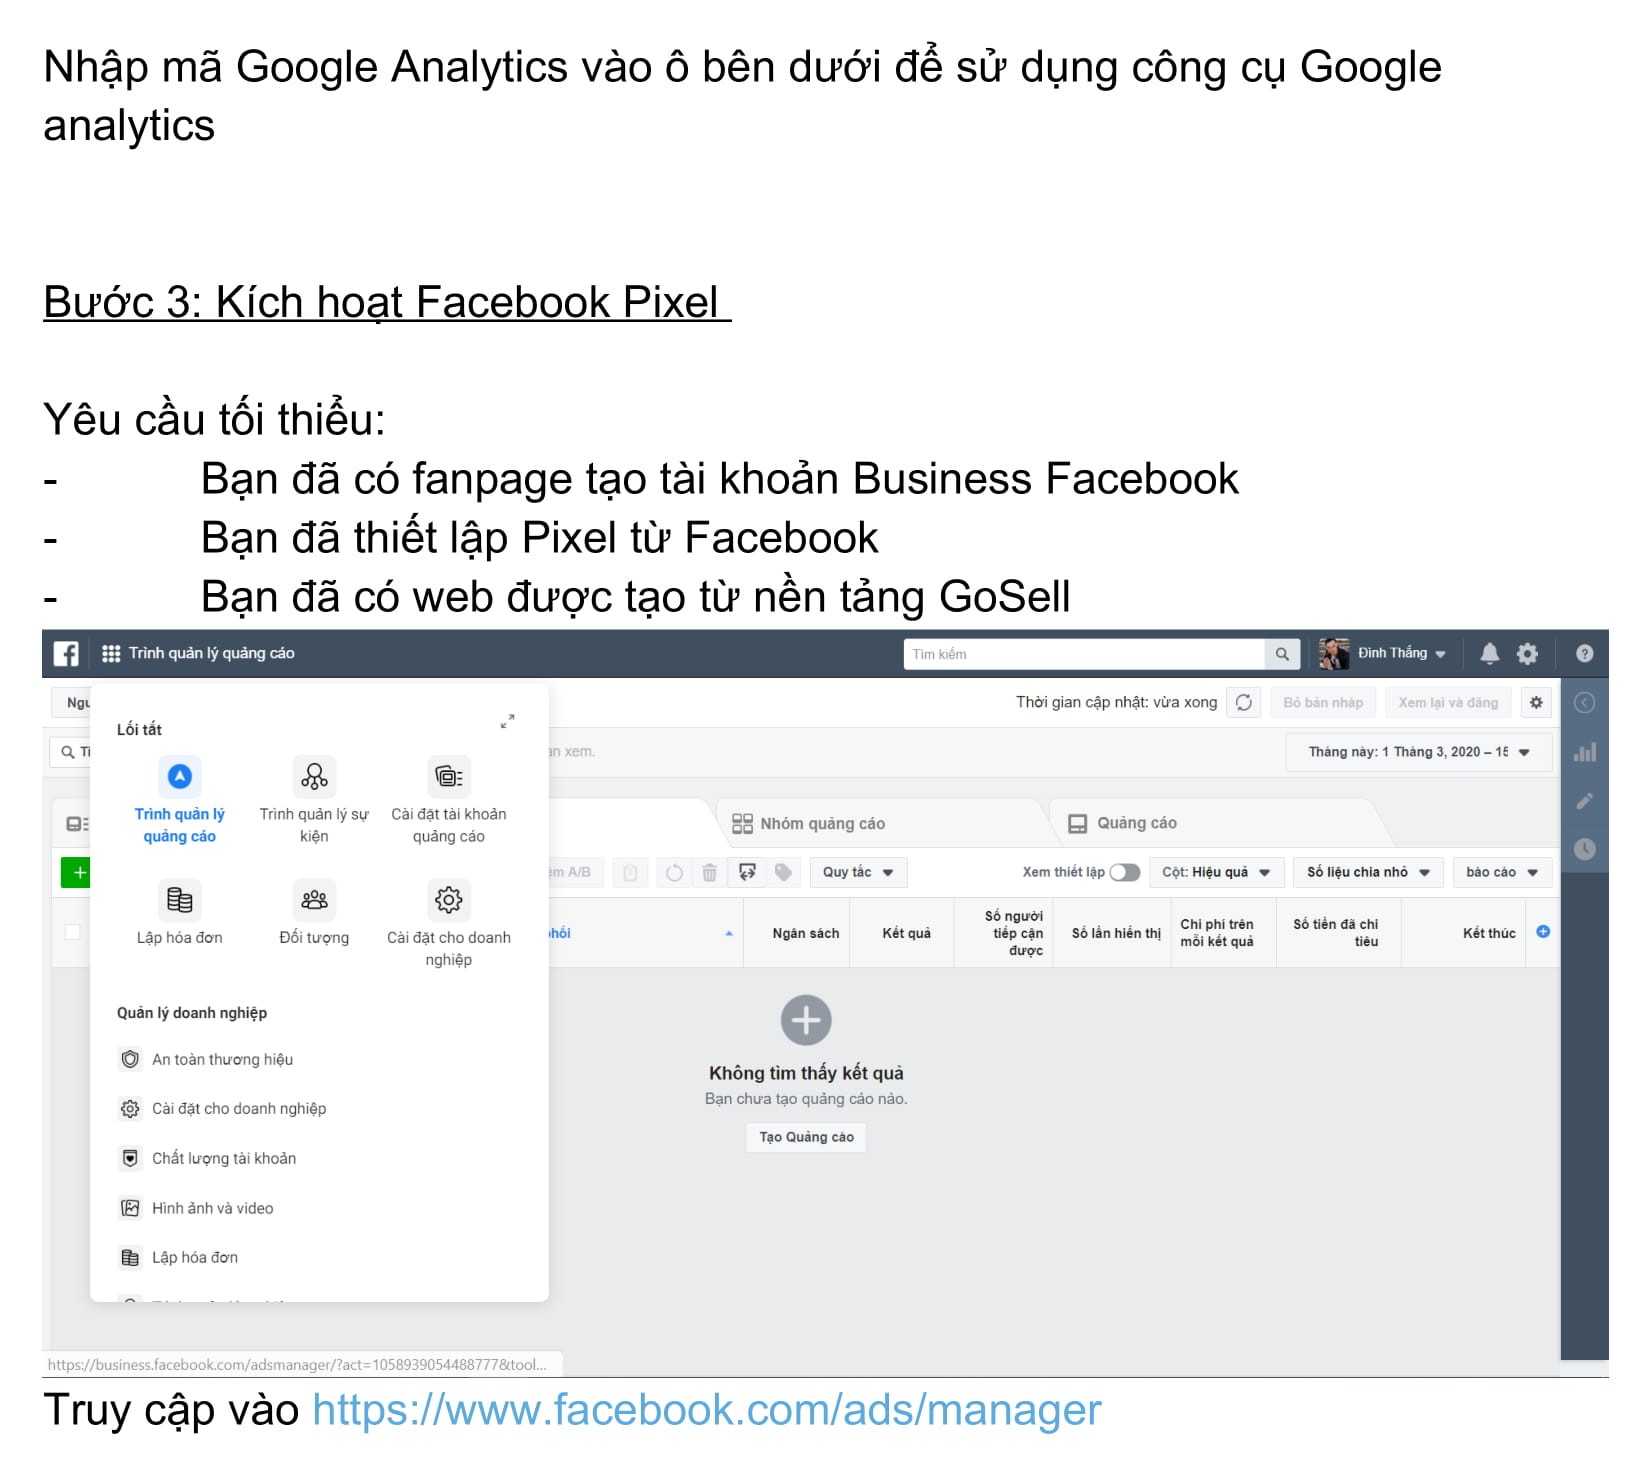 Nhập mã Google Analytics vào ô bên dưới để sử dụng công cụ Google
analytics
Bước 3: Kích hoạt Facebook Pixel
Yêu cầu tối thiểu:
- Bạn đã có fanpage tạo tài khoản Business Facebook
- Bạn đã thiết lập Pixel từ Facebook
- Bạn đã có web được tạo từ nền tảng GoSell
Trình quản lý quảng cáo
Tìm kiếm
Đình Thắng
Thời gian cập nhật: vừa xong
Bỏ bản nháp
Xem lại và đăng
Lối tắt
xem.
Tháng này: 1 Tháng 3, 2020 – 15
Trình quản lý
quảng cáo
Trình quản lý sự
kiện
Cài đặt tài khoản
quảng cáo
Nhóm quảng cáo
Quảng cáo
A/B
Quy tắc
Xem thiết lập
Cột: Hiệu quả
Số liệu chia nhỏ
báo cáo
Lập hóa đơn
Đối tượng
Cài đặt cho doanh
nghiệp
Ngân sách
Kết quả
Số người
tiếp cận
được
Số lần hiển thị
Chi phí trên
mỗi kết quả
Số tiền đã chi
tiêu
Kết thúc
Quản lý doanh nghiệp
An toàn thương hiệu
Cài đặt cho doanh nghiệp
Chất lượng tài khoản
Hình ảnh và video
Lập hóa đơn
Không tìm thấy kết quả
Bạn chưa tạo quảng cáo nào.
Tạo Quảng cáo
https://business.facebook.com/adsmanager/?act=1058939054488777&tool...
Truy cập vào https://www.facebook.com/ads/manager